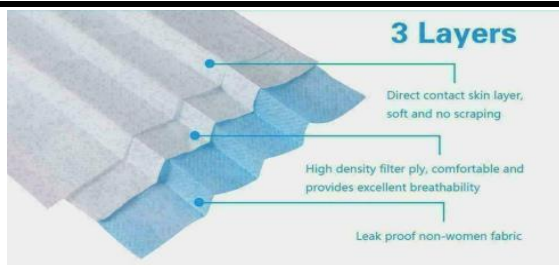 3 Layers
Direct contact skin layer,
soft and no scraping
High density filter ply, comfortable and
provides excellent breathability
Leak proof non-women fabric